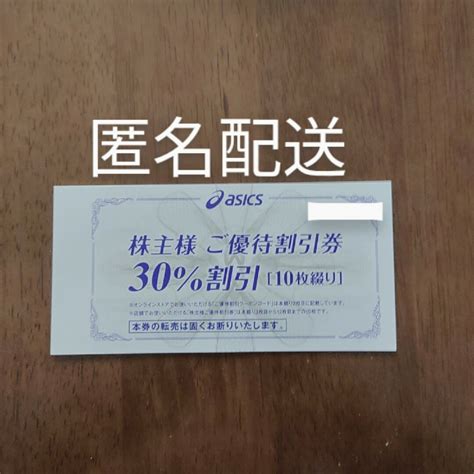 匿名配送
asics
株主様 ご優待割引券
30%割引 [10枚綴り]
本券の転売は固くお断りいたします。